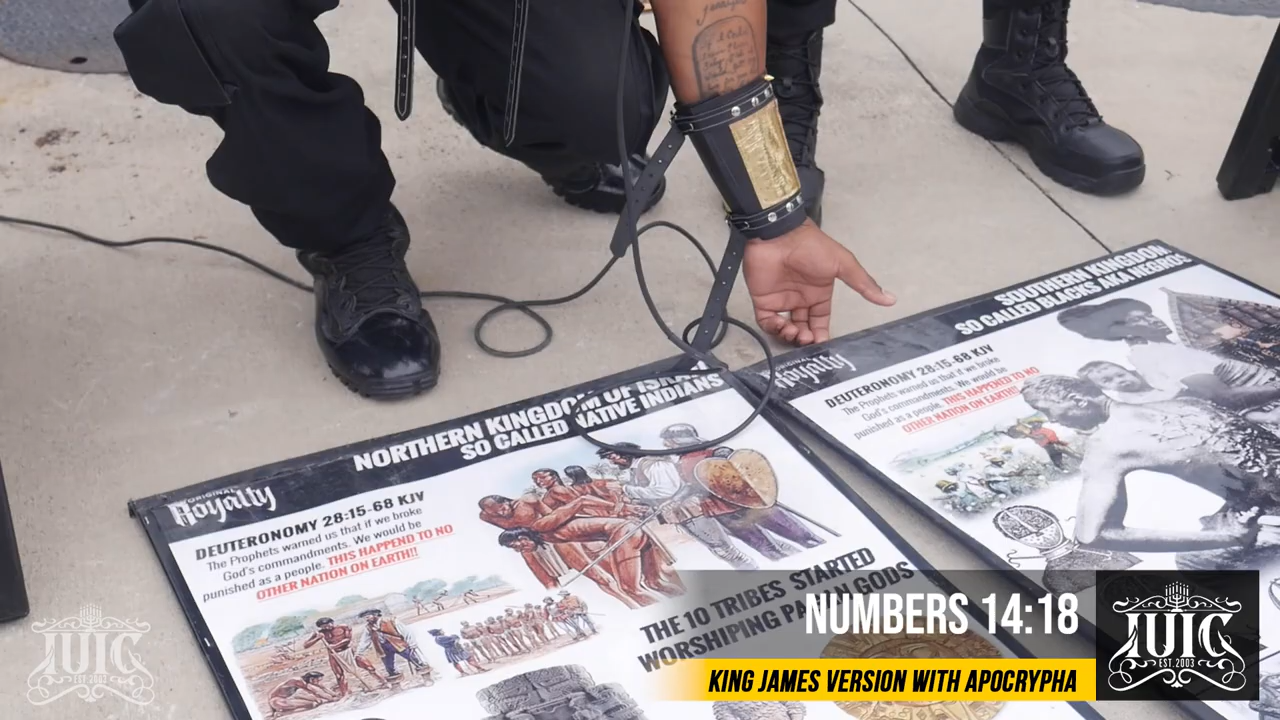 NORTHERN KINGDOM OF ISRAEL
SO CALLED NATIVE INDIANS
ORIGINAL
Royalty
DEUTERONOMY 28:15-68 KJV
The Prophets warned us that if we broke
God's commandments. We would be
punished as a people. THIS HAPPEND TO NO
OTHER NATION ON EARTH!!
THE 10 TRIBES STARTED
WORSHIPING PAGAN GODS
SOUTHERN KINGDOM
SO CALLED BLACKS AKA NEGROS
Royalty
DEUTERONOMY 28:15-68 KJV
The Prophets warned us that if we broke
God's commandments. We would be
punished as a people. THIS HAPPENED TO NO
OTHER NATION ON EARTH!!
NUMBERS 14:18
KING JAMES VERSION WITH APOCRYPHA
IUIC
EST. 2003
IUIC
EST. 2003